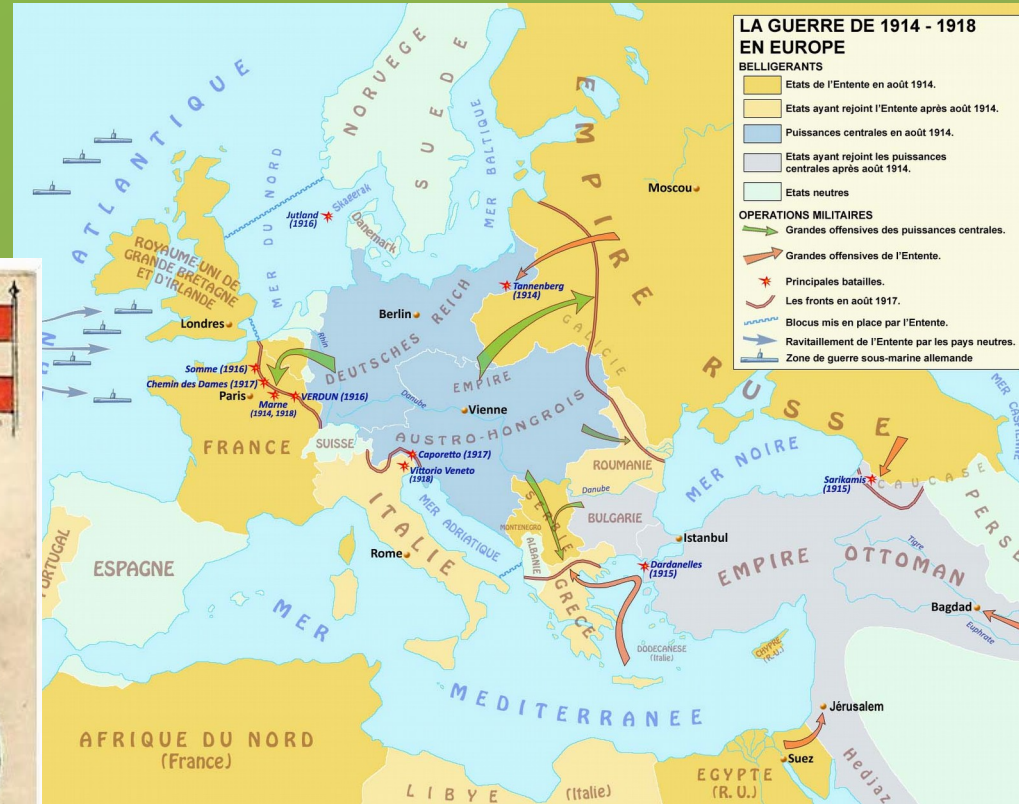 LA GUERRE DE 1914 - 1918
EN EUROPE
BELLIGERANTS
Etats de l'Entente en août 1914.
Etats ayant rejoint l'Entente après août 1914.
Puissances centrales en août 1914.
Etats ayant rejoint les puissances
centrales après août 1914.
Etats neutres
OPERATIONS MILITAIRES
Grandes offensives des puissances centrales.
Grandes offensives de l'Entente.
Principales batailles.
Les fronts en août 1917.
Blocus mis en place par l'Entente.
Ravitaillement de l'Entente par les pays neutres.
Zone de guerre sous-marine allemande
ATLANTIQUE
NORVEGE
SUEDE
MER BALTIQUE
MER DU NORD
Skagerak
Jutland
(1916)
Danemark
EMPIRE
RUSSE
Moscou
ROYAUME-UNI DE
GRANDE BRETAGNE
ET D'IRLANDE
Londres
Berlin
Tannenberg
(1914)
DEUTSCHES REICH
Rhin
GALICIE
Somme (1916)
Chemin des Dames (1917)
Paris
Marne
(1914, 1918)
VERDUN (1916)
FRANCE
SUISSE
EMPIRE
AUSTRO-HONGROIS
Danube
Vienne
Caporetto (1917)
Vittorio Veneto
(1918)
ROUMANIE
Danube
MER NOIRE
MER CASPIENNE
CAUCASE
Sarikamis
(1915)
PERSE
SERBIE
MONTENEGRO
ALBANIE
BULGARIE
ITALIE
Rome
MER ADRIATIQUE
Istanbul
Dardanelles
(1915)
GRECE
EMPIRE OTTOMAN
Tigre
Bagdad
Euphrate
PORTUGAL
ESPAGNE
MER
MEDITERRANEE
DODECANESE
(Italie)
CHYPRE
(R.U.)
Jérusalem
Suez
AFRIQUE DU NORD
(France)
LIBYE
(Italie)
EGYPTE
(R. U.)
Hedjaz